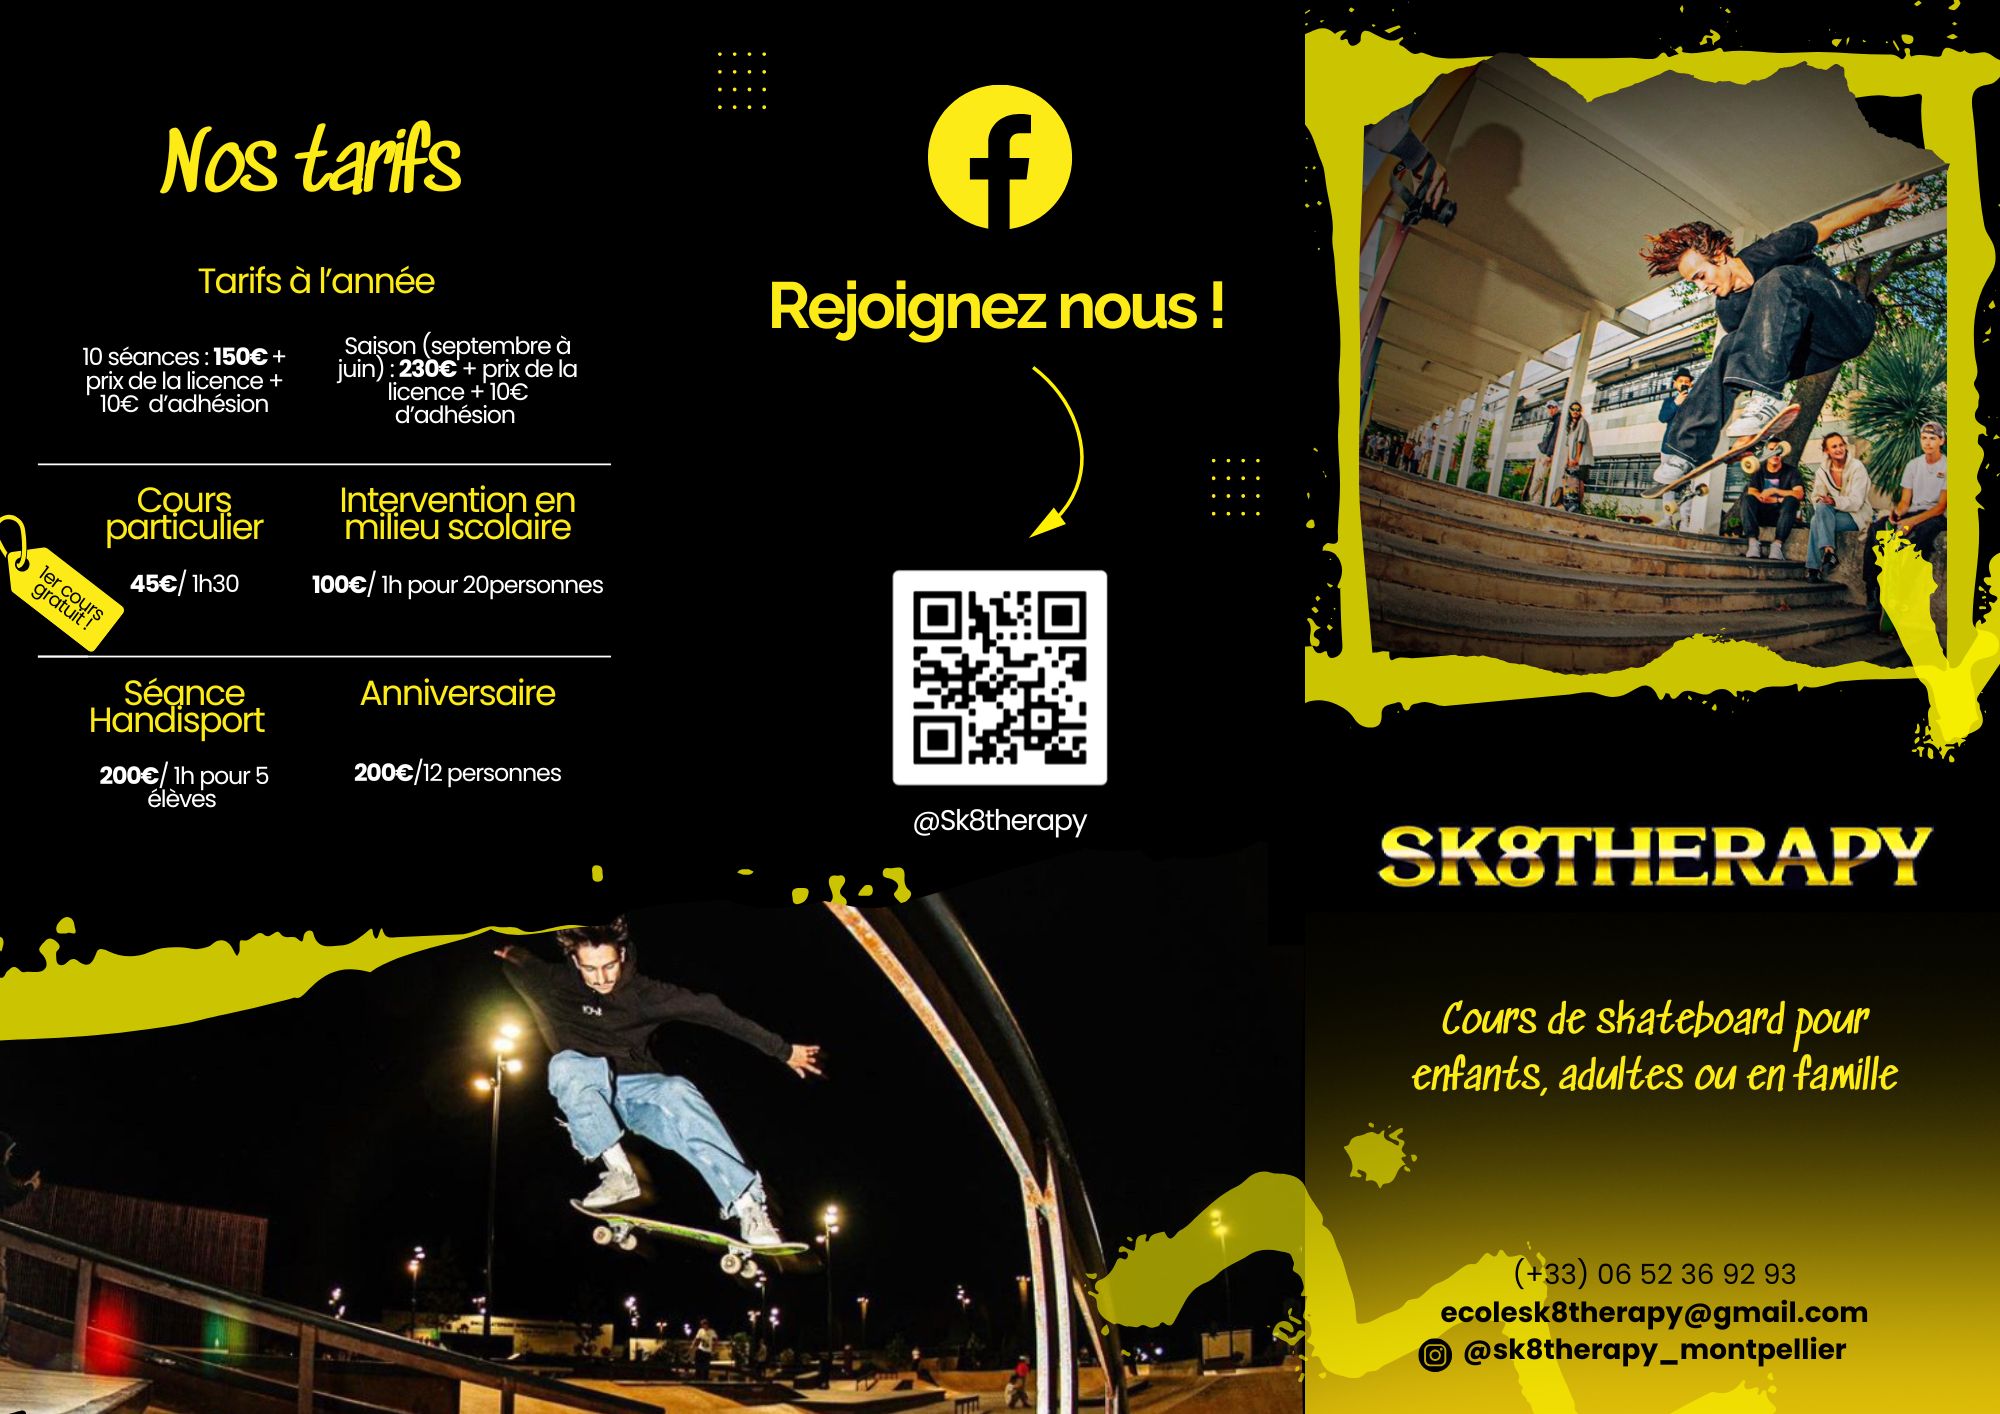 Nos tarifs
Tarifs à l’année
10 séances : 150€ +
prix de la licence +
10€ d’adhésion
Saison (septembre à
juin) : 230€ + prix de la
licence + 10€
d’adhésion
Cours
particulier
45€/ 1h30
1er cours
gratuit !
Intervention en
milieu scolaire
100€/ 1h pour 20personnes
Séance
Handisport
200€/ 1h pour 5
élèves
Anniversaire
200€/12 personnes
Rejoignez nous !
@Sk8therapy
SK8THERAPY
Cours de skateboard pour
enfants, adultes ou en famille
(+33) 06 52 36 92 93
ecolesk8therapy@gmail.com
@sk8therapy_montpellier